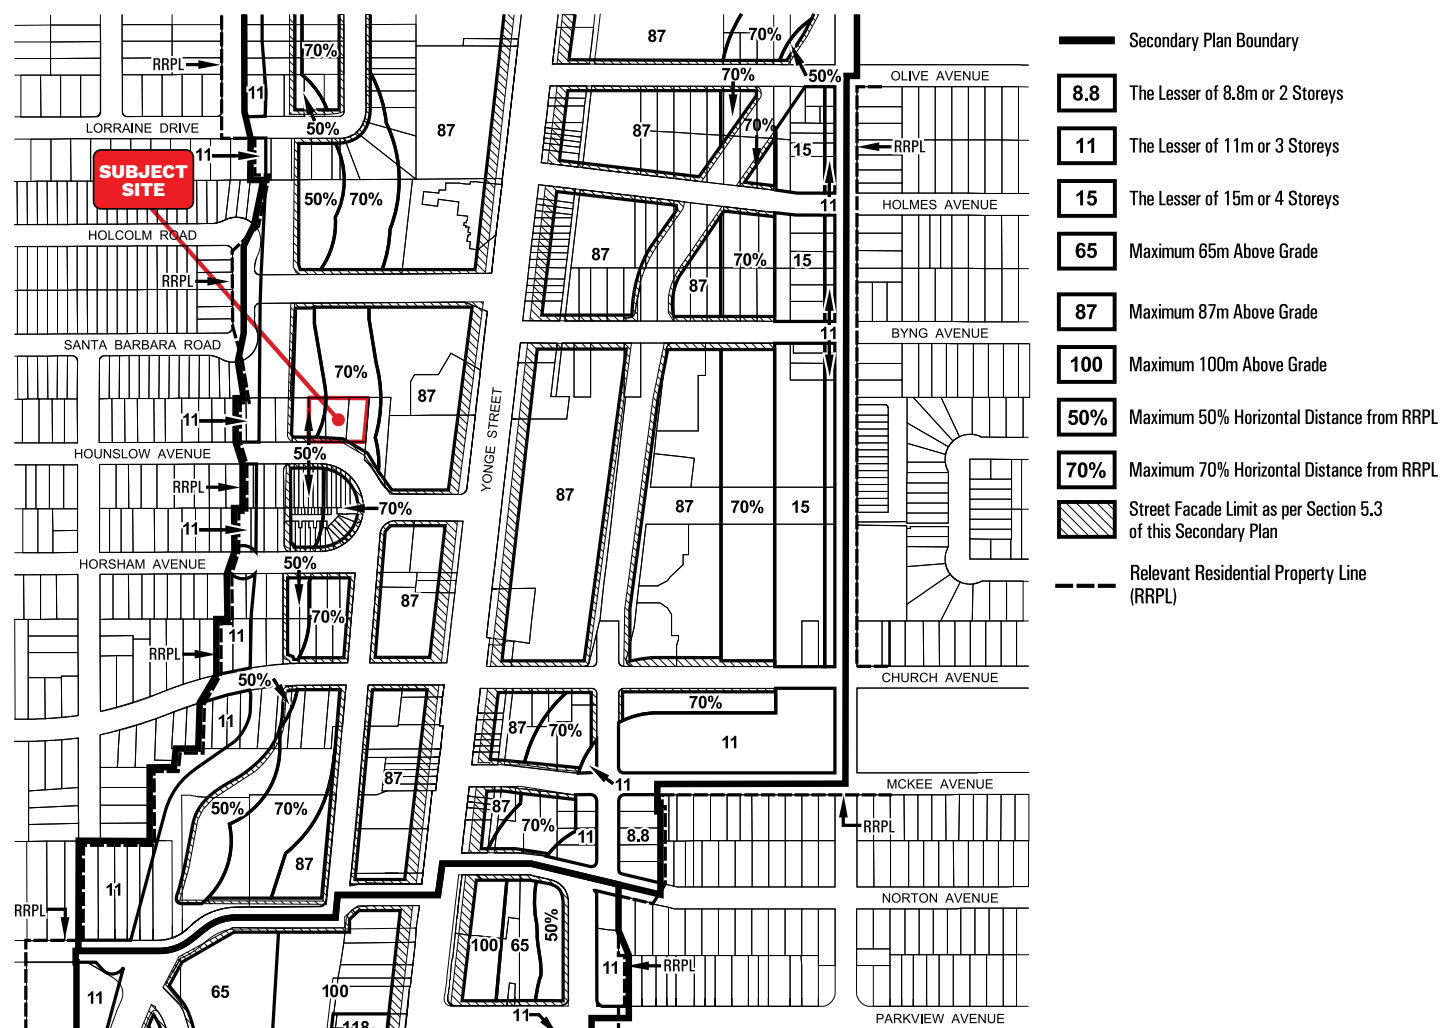 87
70%
70%
RRPL
11
50%
OLIVE AVENUE
70%
50%
LORRAINE DRIVE
87
87
70%
11
15
RRPL
SUBJECT
SITE
50%
70%
11
HOLMES AVENUE
HOLCOLM ROAD
87
70%
15
RRPL
87
SANTA BARBARA ROAD
11
BYNG AVENUE
70%
87
YONGE STREET
11
HOUNSLOW AVENUE
50%
RRPL
87
87
70%
15
70%
11
HORSHAM AVENUE
50%
87
70%
11
RRPL
50%
CHURCH AVENUE
11
70%
87
70%
11
87
11
MCKEE AVENUE
50%
70%
87
70%
11
8.8
RRPL
87
11
NORTON AVENUE
RRPL
100
65
50%
11
RRPL
11
65
100
11
118
PARKVIEW AVENUE
Secondary Plan Boundary
8.8 The Lesser of 8.8m or 2 Storeys
11 The Lesser of 11m or 3 Storeys
15 The Lesser of 15m or 4 Storeys
65 Maximum 65m Above Grade
87 Maximum 87m Above Grade
100 Maximum 100m Above Grade
50% Maximum 50% Horizontal Distance from RRPL
70% Maximum 70% Horizontal Distance from RRPL
Street Facade Limit as per Section 5.3
of this Secondary Plan
Relevant Residential Property Line
(RRPL)